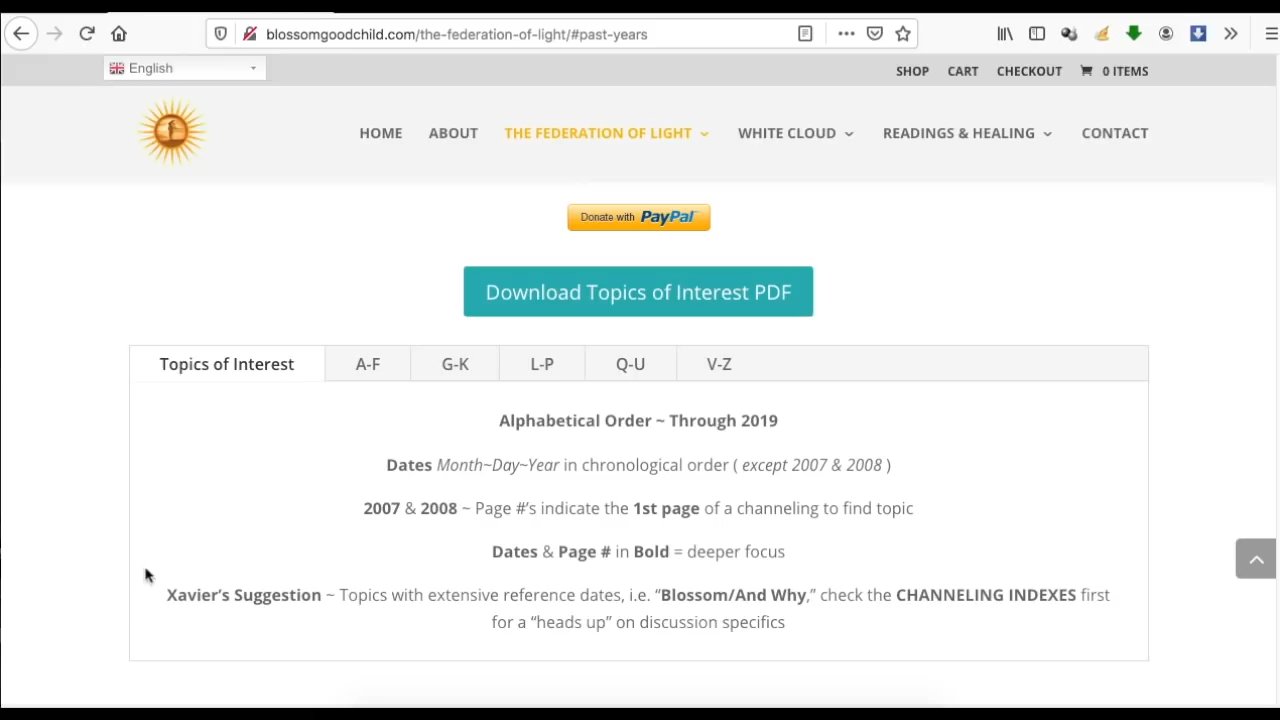 blossomgoodchild.com/the-federation-of-light/#past-years
English
SHOP CART CHECKOUT 0 ITEMS
HOME ABOUT THE FEDERATION OF LIGHT WHITE CLOUD READINGS & HEALING CONTACT
Donate with PayPal
Download Topics of Interest PDF
Topics of Interest A-F G-K L-P Q-U V-Z
Alphabetical Order ~ Through 2019
Dates Month~Day~Year in chronological order ( except 2007 & 2008 )
2007 & 2008 ~ Page #’s indicate the 1st page of a channeling to find topic
Dates & Page # in Bold = deeper focus
Xavier’s Suggestion ~ Topics with extensive reference dates, i.e. “Blossom/And Why,” check the CHANNELING INDEXES first
for a “heads up” on discussion specifics